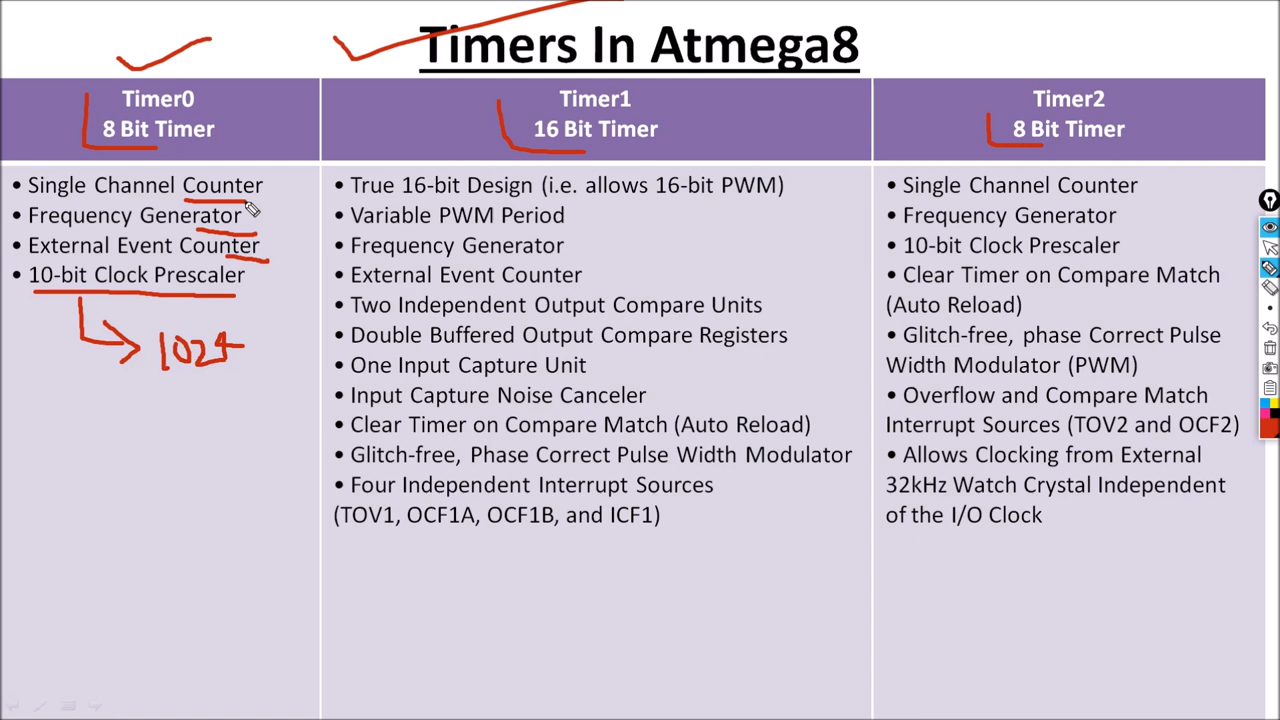 Timers In Atmega8
Timer0
8 Bit Timer
Timer1
16 Bit Timer
Timer2
8 Bit Timer
• Single Channel Counter
• Frequency Generator
• External Event Counter
• 10-bit Clock Prescaler
1024
• True 16-bit Design (i.e. allows 16-bit PWM)
• Variable PWM Period
• Frequency Generator
• External Event Counter
• Two Independent Output Compare Units
• Double Buffered Output Compare Registers
• One Input Capture Unit
• Input Capture Noise Canceler
• Clear Timer on Compare Match (Auto Reload)
• Glitch-free, Phase Correct Pulse Width Modulator
• Four Independent Interrupt Sources
(TOV1, OCF1A, OCF1B, and ICF1)
• Single Channel Counter
• Frequency Generator
• 10-bit Clock Prescaler
• Clear Timer on Compare Match
(Auto Reload)
• Glitch-free, phase Correct Pulse
Width Modulator (PWM)
• Overflow and Compare Match
Interrupt Sources (TOV2 and OCF2)
• Allows Clocking from External
32kHz Watch Crystal Independent
of the I/O Clock